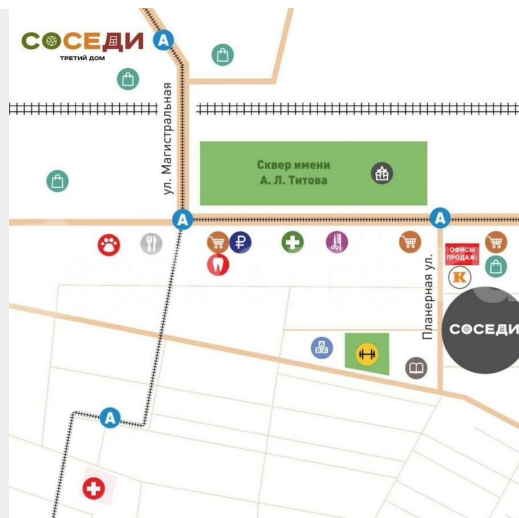 СОСЕДИ
ТРЕТИЙ ДОМ
А
ул. Магистральная
Сквер имени
А. Л. Титова
А
А
₽
ОФИСЫ
ПРОДАЖ:
К
Планерная ул.
СОСЕДИ
А